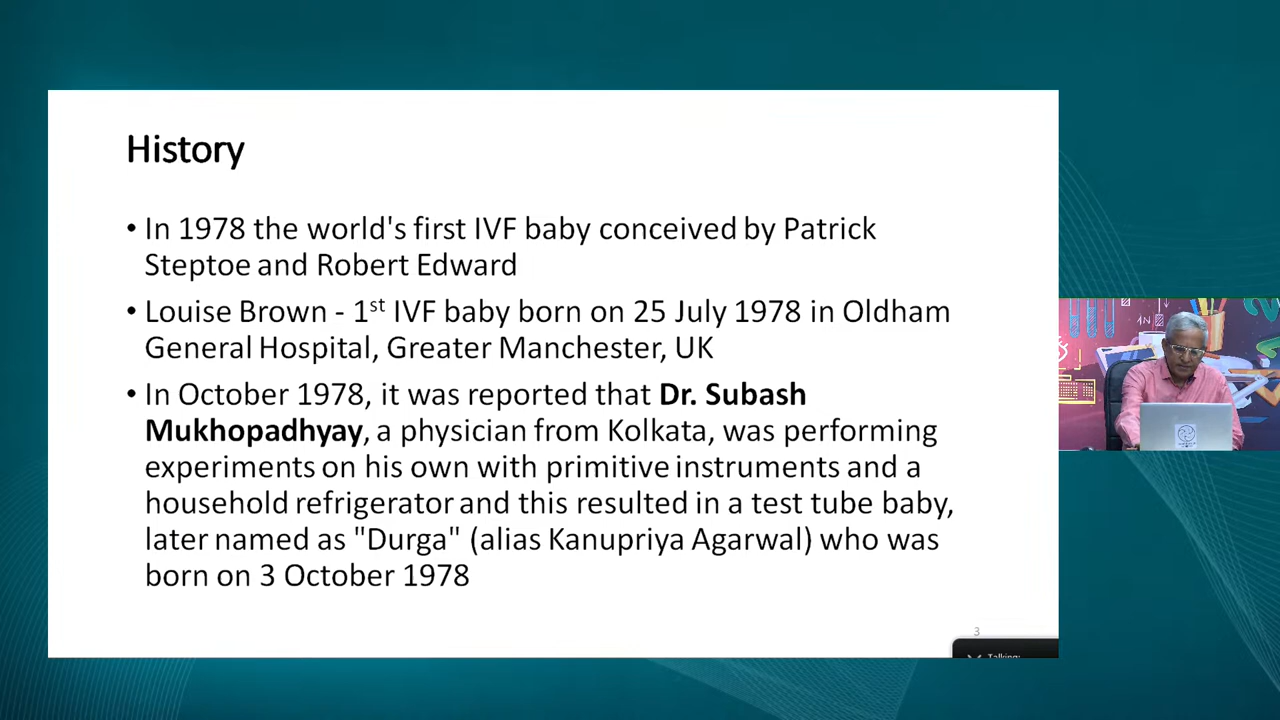 History
• In 1978 the world's first IVF baby conceived by Patrick
Steptoe and Robert Edward
• Louise Brown - 1st IVF baby born on 25 July 1978 in Oldham
General Hospital, Greater Manchester, UK
• In October 1978, it was reported that Dr. Subash
Mukhopadhyay, a physician from Kolkata, was performing
experiments on his own with primitive instruments and a
household refrigerator and this resulted in a test tube baby,
later named as "Durga" (alias Kanupriya Agarwal) who was
born on 3 October 1978
3
Talking: